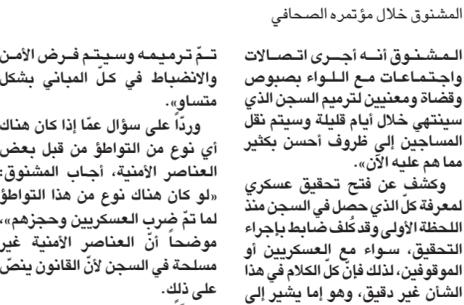 المشنوق خلال مؤتمره الصحافي
المشنوق أنه أجرى اتصالات
واجتماعات مع اللواء بصبوص
وقضاة ومعنيين لترميم السجن الذي
سينتهي خلال أيام قليلة وسيتم نقل
المساجين إلى ظروف أحسن بكثير
مما هم عليه الآن».
وكشف عن فتح تحقيق عسكري
لمعرفة كلّ الذي حصل في السجن منذ
اللحظة الأولى وقد كُلف ضابط بإجراء
التحقيق، سواء مع العسكريين أو
الموقوفين، لذلك فإنّ كلّ الكلام في هذا
الشأن غير دقيق، وهو إما يشير إلى
تمّ ترميمه وسيتم فرض الأمن
والانضباط في كلّ المباني بشكل
متساو».
ورداً على سؤال عمّا إذا كان هناك
أي نوع من التواطؤ من قبل بعض
العناصر الأمنية، أجاب المشنوق:
«لو كان هناك نوع من هذا التواطؤ
لما تمّ ضرب العسكريين وحجزهم»،
موضحاً أنّ العناصر الأمنية غير
مسلحة في السجن لأنّ القانون ينصّ
على ذلك.